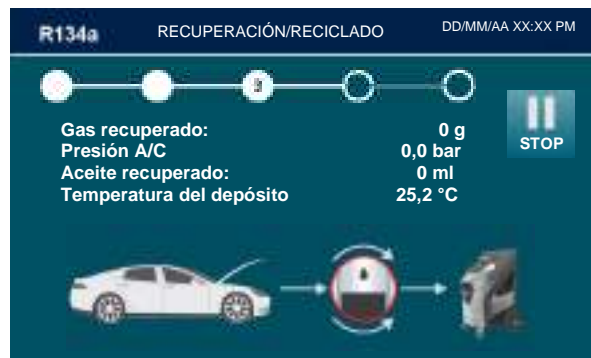 R134a RECUPERACIÓN/RECICLADO DD/MM/AA XX:XX PM
Gas recuperado: 0 g
Presión A/C 0,0 bar
Aceite recuperado: 0 ml
Temperatura del depósito 25,2 °C
STOP